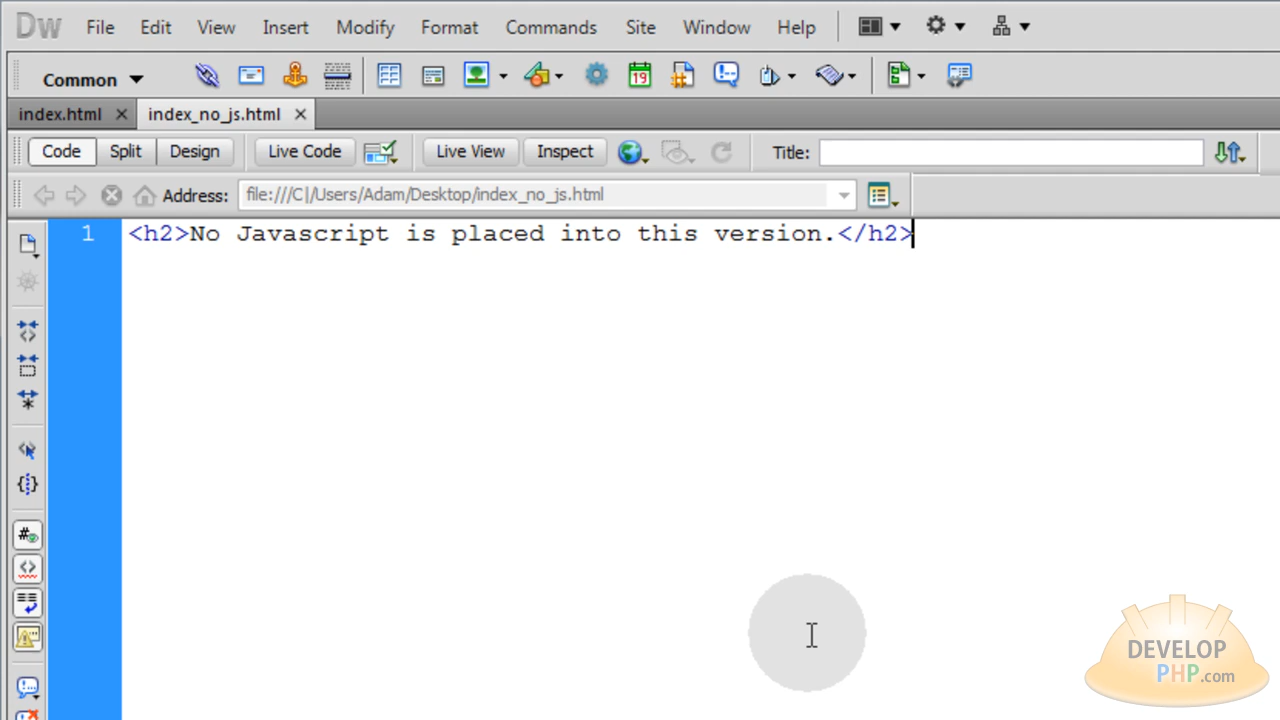 Dw File Edit View Insert Modify Format Commands Site Window Help
Common 19
index.html index_no_js.html
Code Split Design Live Code Live View Inspect Title:
Address: file:///C|/Users/Adam/Desktop/index_no_js.html
1 <h2>No Javascript is placed into this version.</h2>
DEVELOP
PHP.com